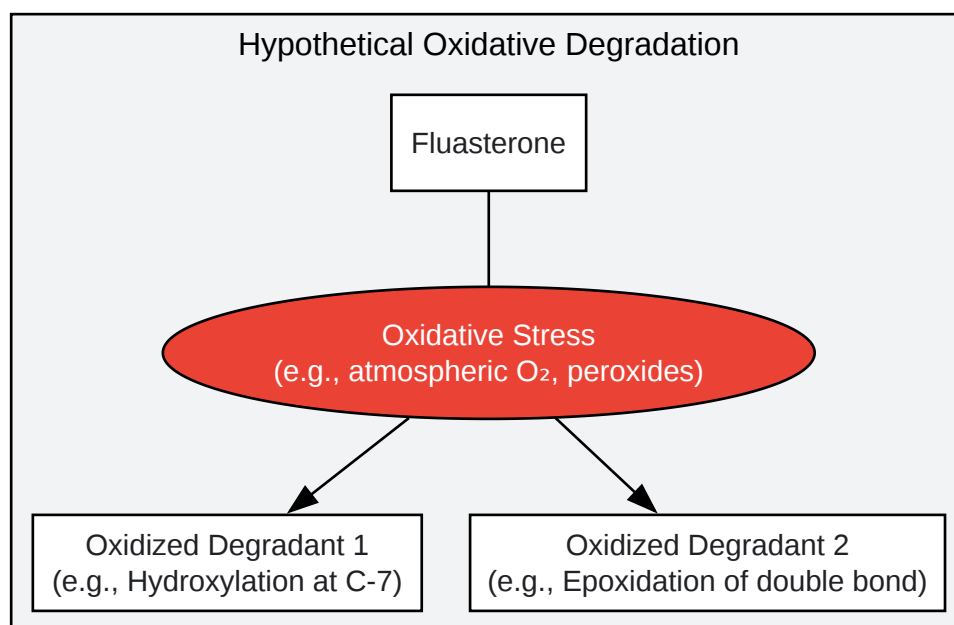 Hypothetical Oxidative Degradation
Fluasterone
Oxidative Stress
(e.g., atmospheric O₂, peroxides)
Oxidized Degradant 1
(e.g., Hydroxylation at C-7)
Oxidized Degradant 2
(e.g., Epoxidation of double bond)